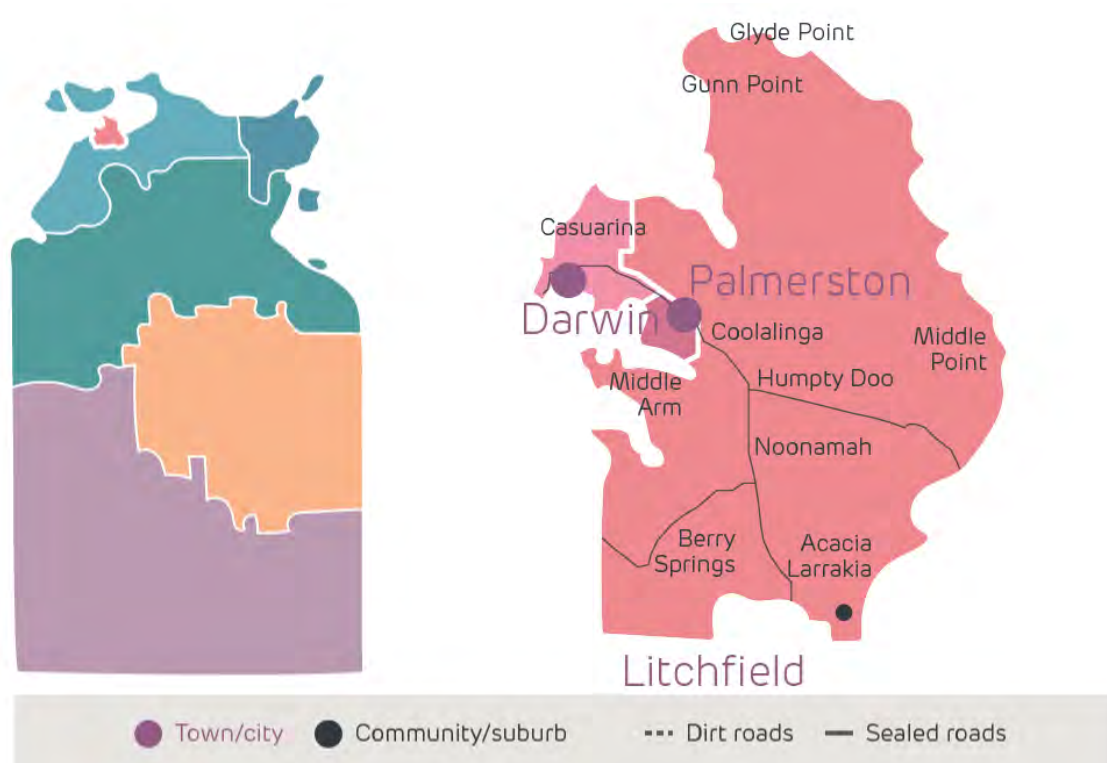 Glyde Point
Gunn Point
Casuarina
Palmerston
Darwin
Coolalinga
Middle
Point
Middle
Arm
Humpty Doo
Noonamah
Berry
Springs
Acacia
Larrakia
Litchfield
Town/city
Community/suburb
Dirt roads
Sealed roads